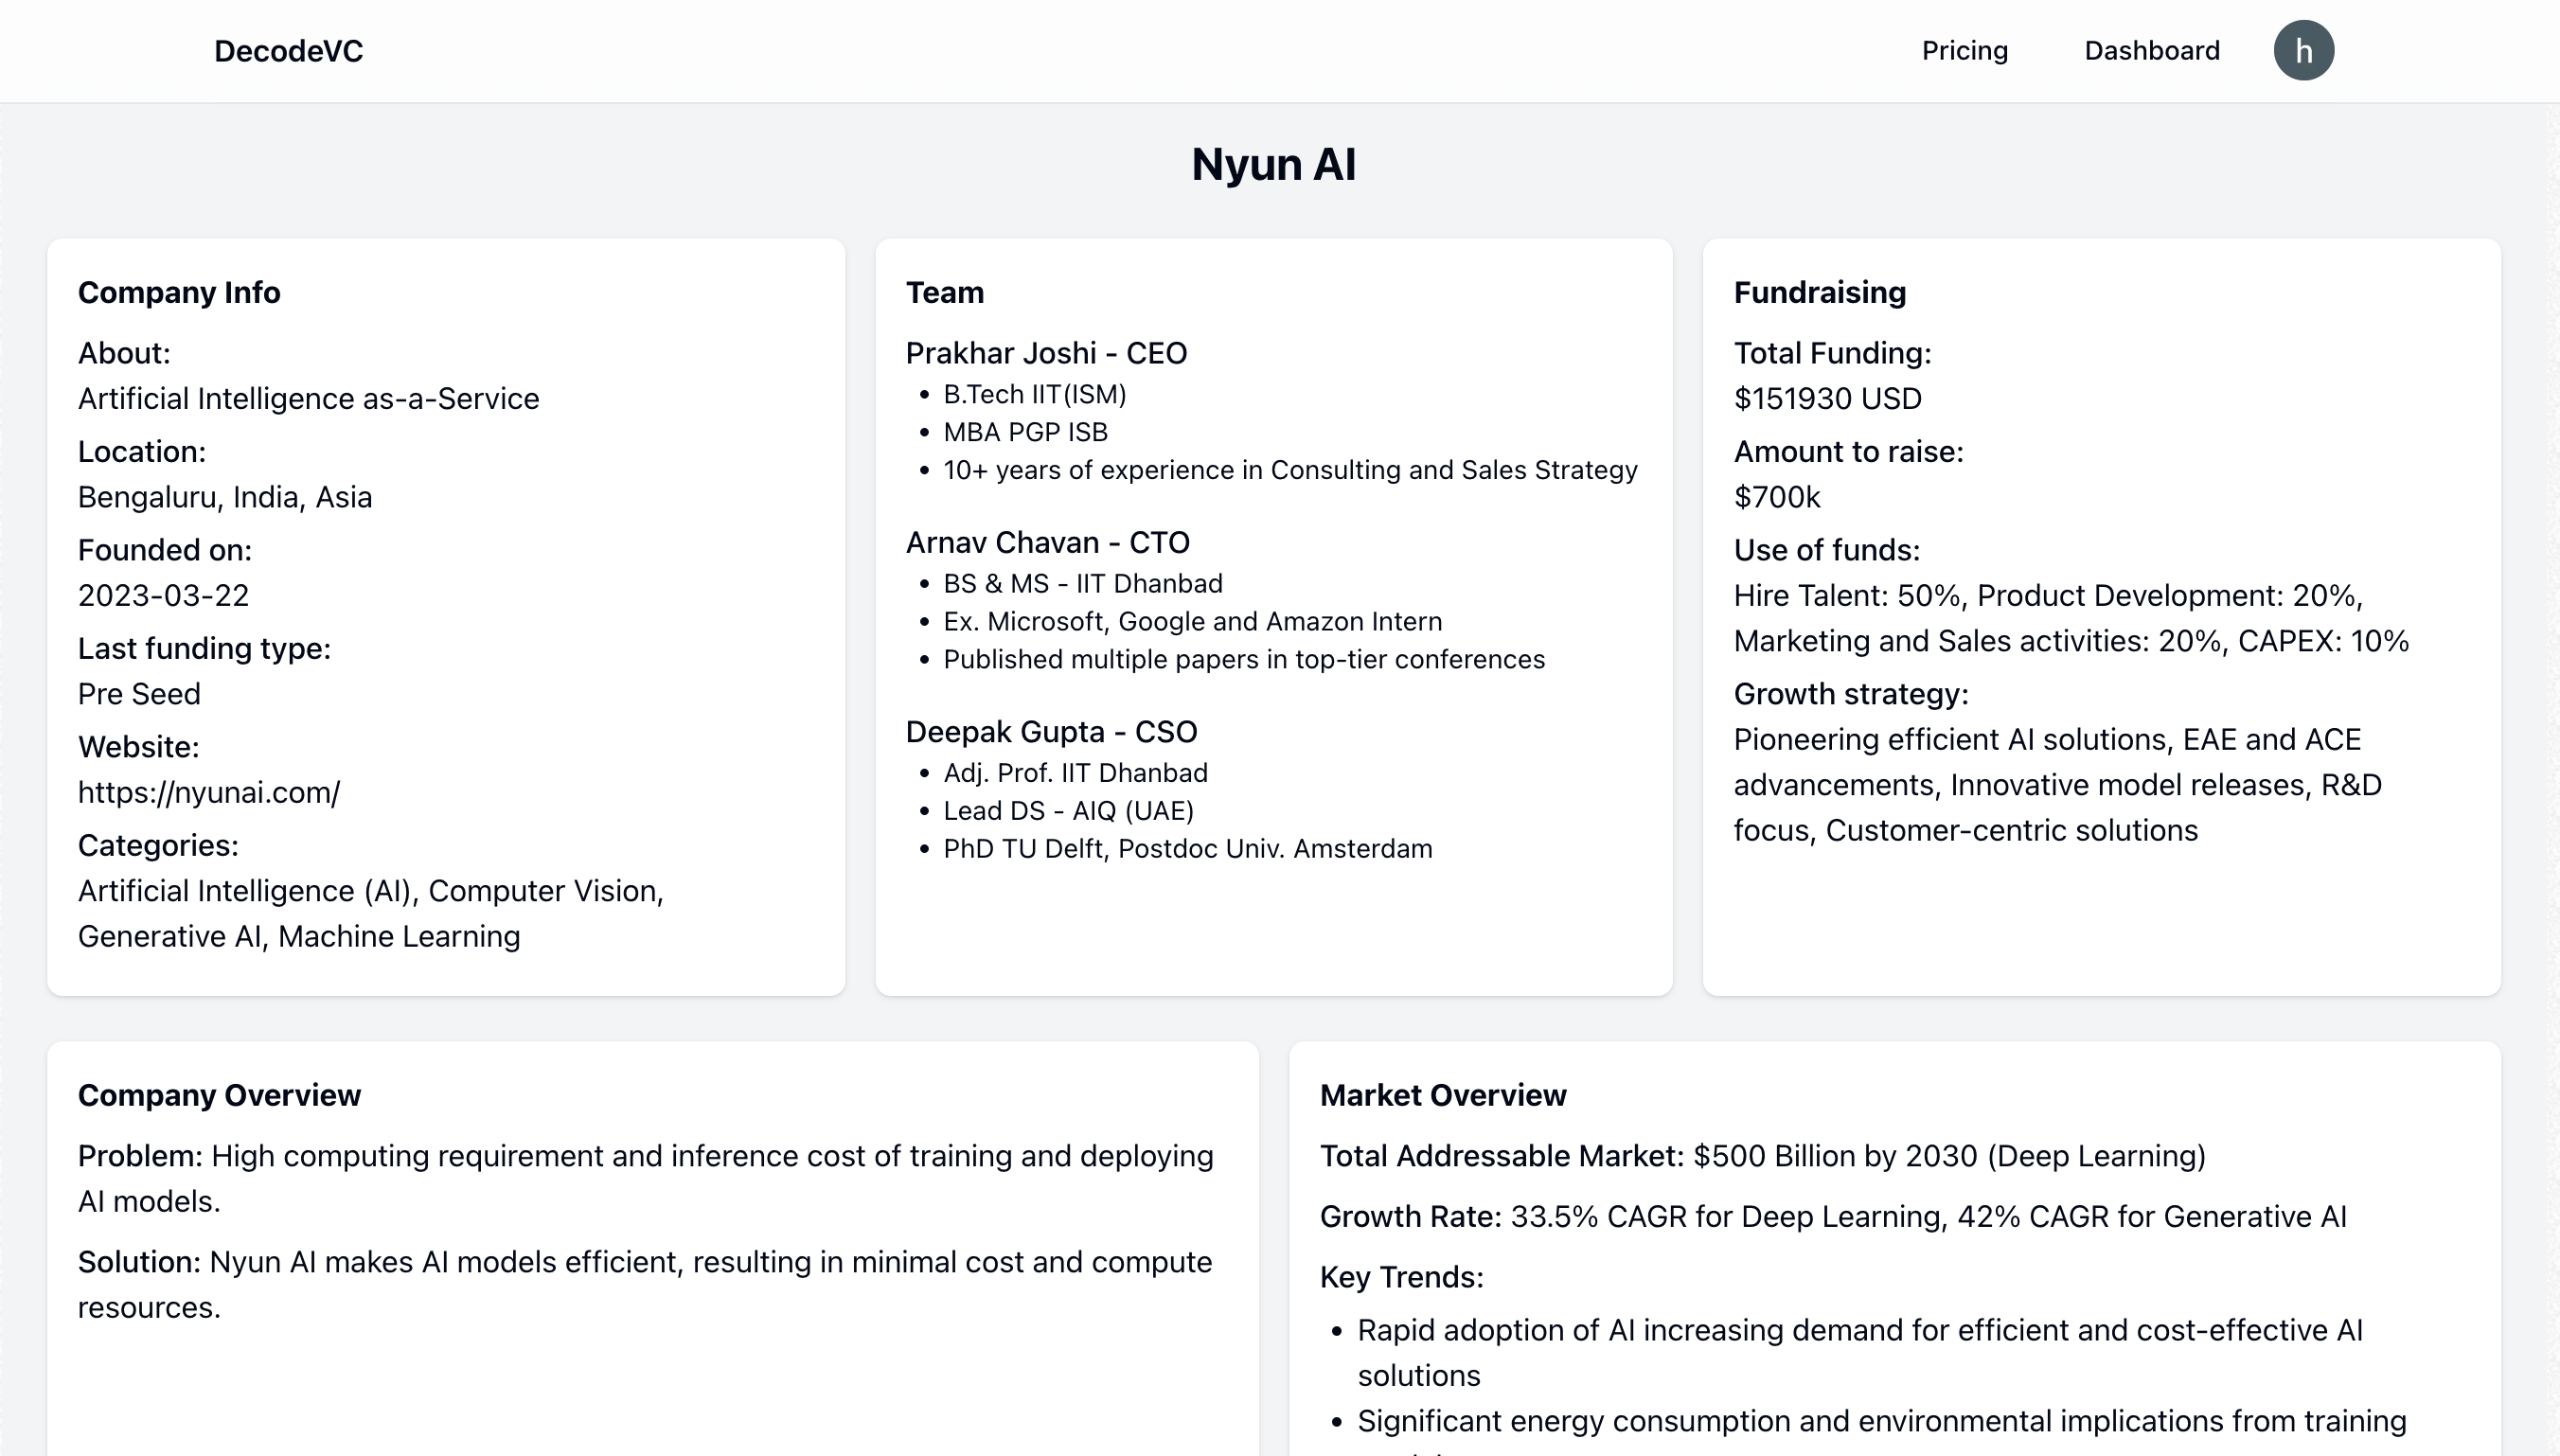 DecodeVC
Pricing
Dashboard
h
Nyun AI
Company Info
About:
Artificial Intelligence as-a-Service
Location:
Bengaluru, India, Asia
Founded on:
2023-03-22
Last funding type:
Pre Seed
Website:
https://nyunai.com/
Categories:
Artificial Intelligence (AI), Computer Vision,
Generative AI, Machine Learning
Team
Prakhar Joshi - CEO
• B.Tech IIT(ISM)
• MBA PGP ISB
• 10+ years of experience in Consulting and Sales Strategy
Arnav Chavan - CTO
• BS & MS - IIT Dhanbad
• Ex. Microsoft, Google and Amazon Intern
• Published multiple papers in top-tier conferences
Deepak Gupta - CSO
• Adj. Prof. IIT Dhanbad
• Lead DS - AIQ (UAE)
• PhD TU Delft, Postdoc Univ. Amsterdam
Fundraising
Total Funding:
$151930 USD
Amount to raise:
$700k
Use of funds:
Hire Talent: 50%, Product Development: 20%,
Marketing and Sales activities: 20%, CAPEX: 10%
Growth strategy:
Pioneering efficient AI solutions, EAE and ACE
advancements, Innovative model releases, R&D
focus, Customer-centric solutions
Company Overview
Problem: High computing requirement and inference cost of training and deploying
AI models.
Solution: Nyun AI makes AI models efficient, resulting in minimal cost and compute
resources.
Market Overview
Total Addressable Market: $500 Billion by 2030 (Deep Learning)
Growth Rate: 33.5% CAGR for Deep Learning, 42% CAGR for Generative AI
Key Trends:
• Rapid adoption of AI increasing demand for efficient and cost-effective AI
solutions
• Significant energy consumption and environmental implications from training